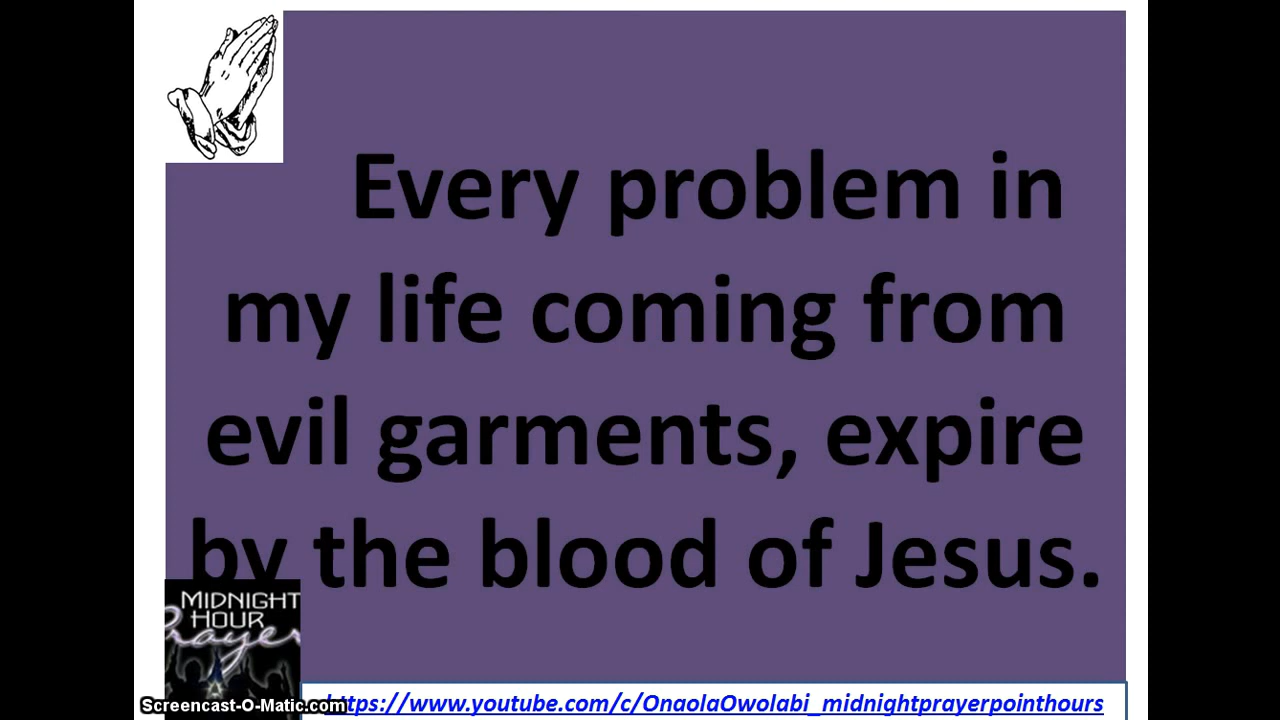 Every problem in
my life coming from
evil garments, expire
by the blood of Jesus.
MIDNIGHT
HOUR
Prayer
Screencast-O-Matic.com
https://www.youtube.com/c/OnaolaOwolabi_midnightprayerpointhours